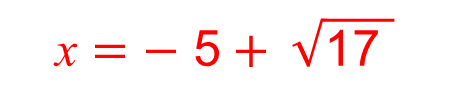 x = − 5 + √17